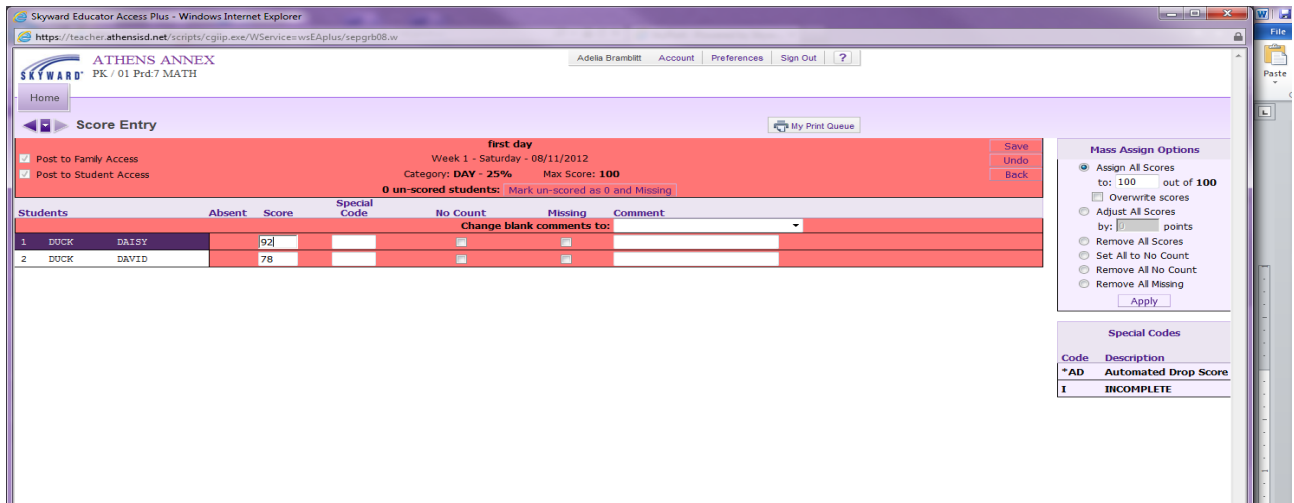 Skyward Educator Access Plus - Windows Internet Explorer
https://teacher.athensisd.net/scripts/cgiip.exe/WService=wsEAplus/sepgrb08.w
File
Paste
SKYWARD
ATHENS ANNEX
PK / 01 Prd:7 MATH
Adelia Bramblitt Account Preferences Sign Out ?
Home
Score Entry
My Print Queue
first day
Post to Family Access
Week 1 - Saturday - 08/11/2012
Post to Student Access
Category: DAY - 25% Max Score: 100
0 un-scored students: Mark un-scored as 0 and Missing
Save
Undo
Back
Students Absent Score Special Code No Count Missing Comment
Change blank comments to:
1 DUCK DAISY 92
2 DUCK DAVID 78
Mass Assign Options
Assign All Scores
to: 100 out of 100
Overwrite scores
Adjust All Scores
by: 0 points
Remove All Scores
Set All to No Count
Remove All No Count
Remove All Missing
Apply
Special Codes
Code Description
*AD Automated Drop Score
I INCOMPLETE